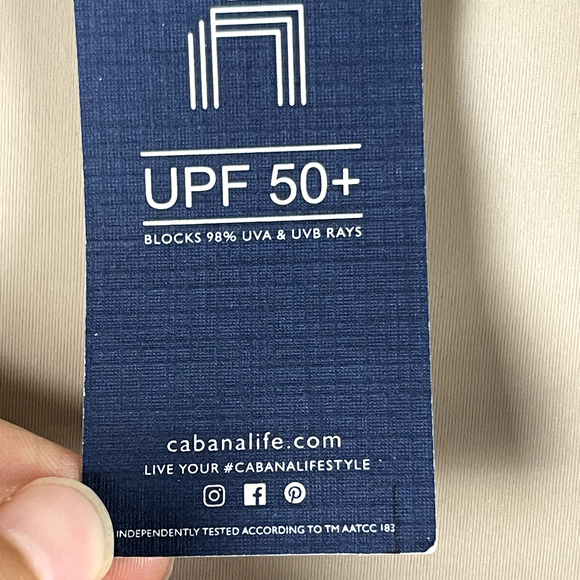 UPF 50+
BLOCKS 98% UVA & UVB RAYS
cabanalife.com
LIVE YOUR #CABANALIFESTYLE
INDEPENDENTLY TESTED ACCORDING TO TM AATCC 183